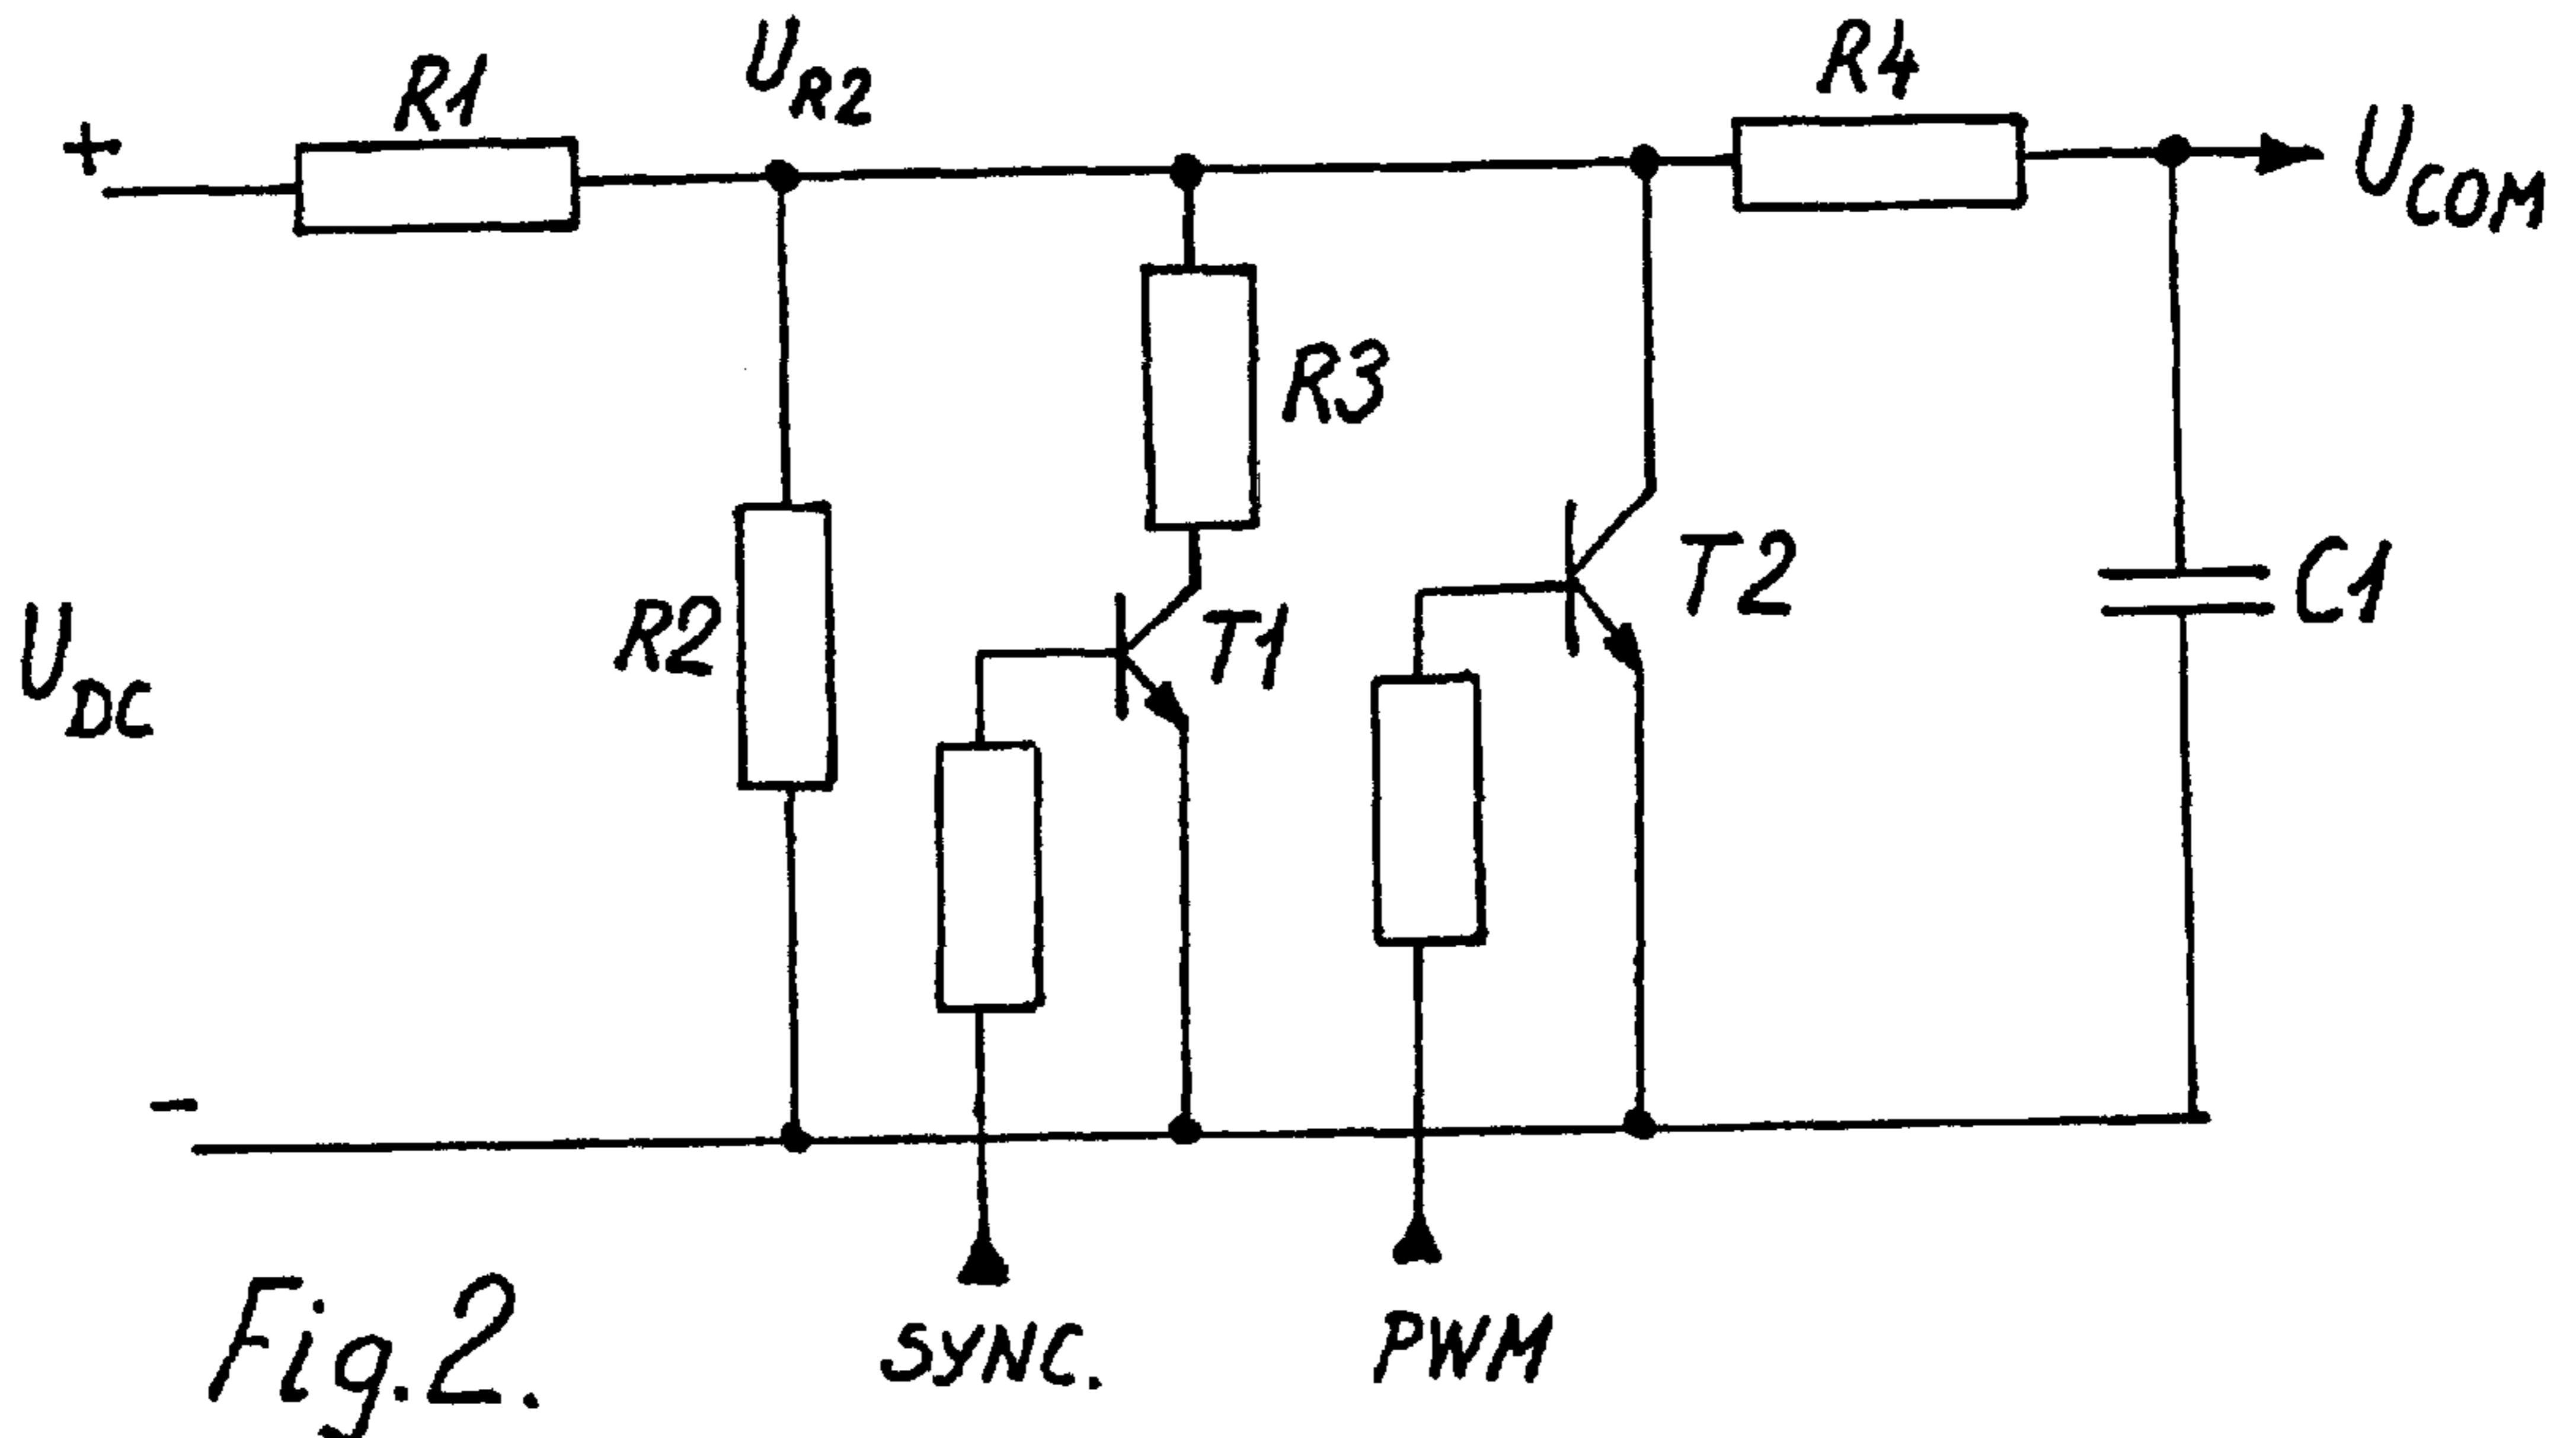 +
R1
U_R2
R4
U_COM
R3
R2
T1
T2
C1
U_DC
-
SYNC.
PWM
Fig.2.